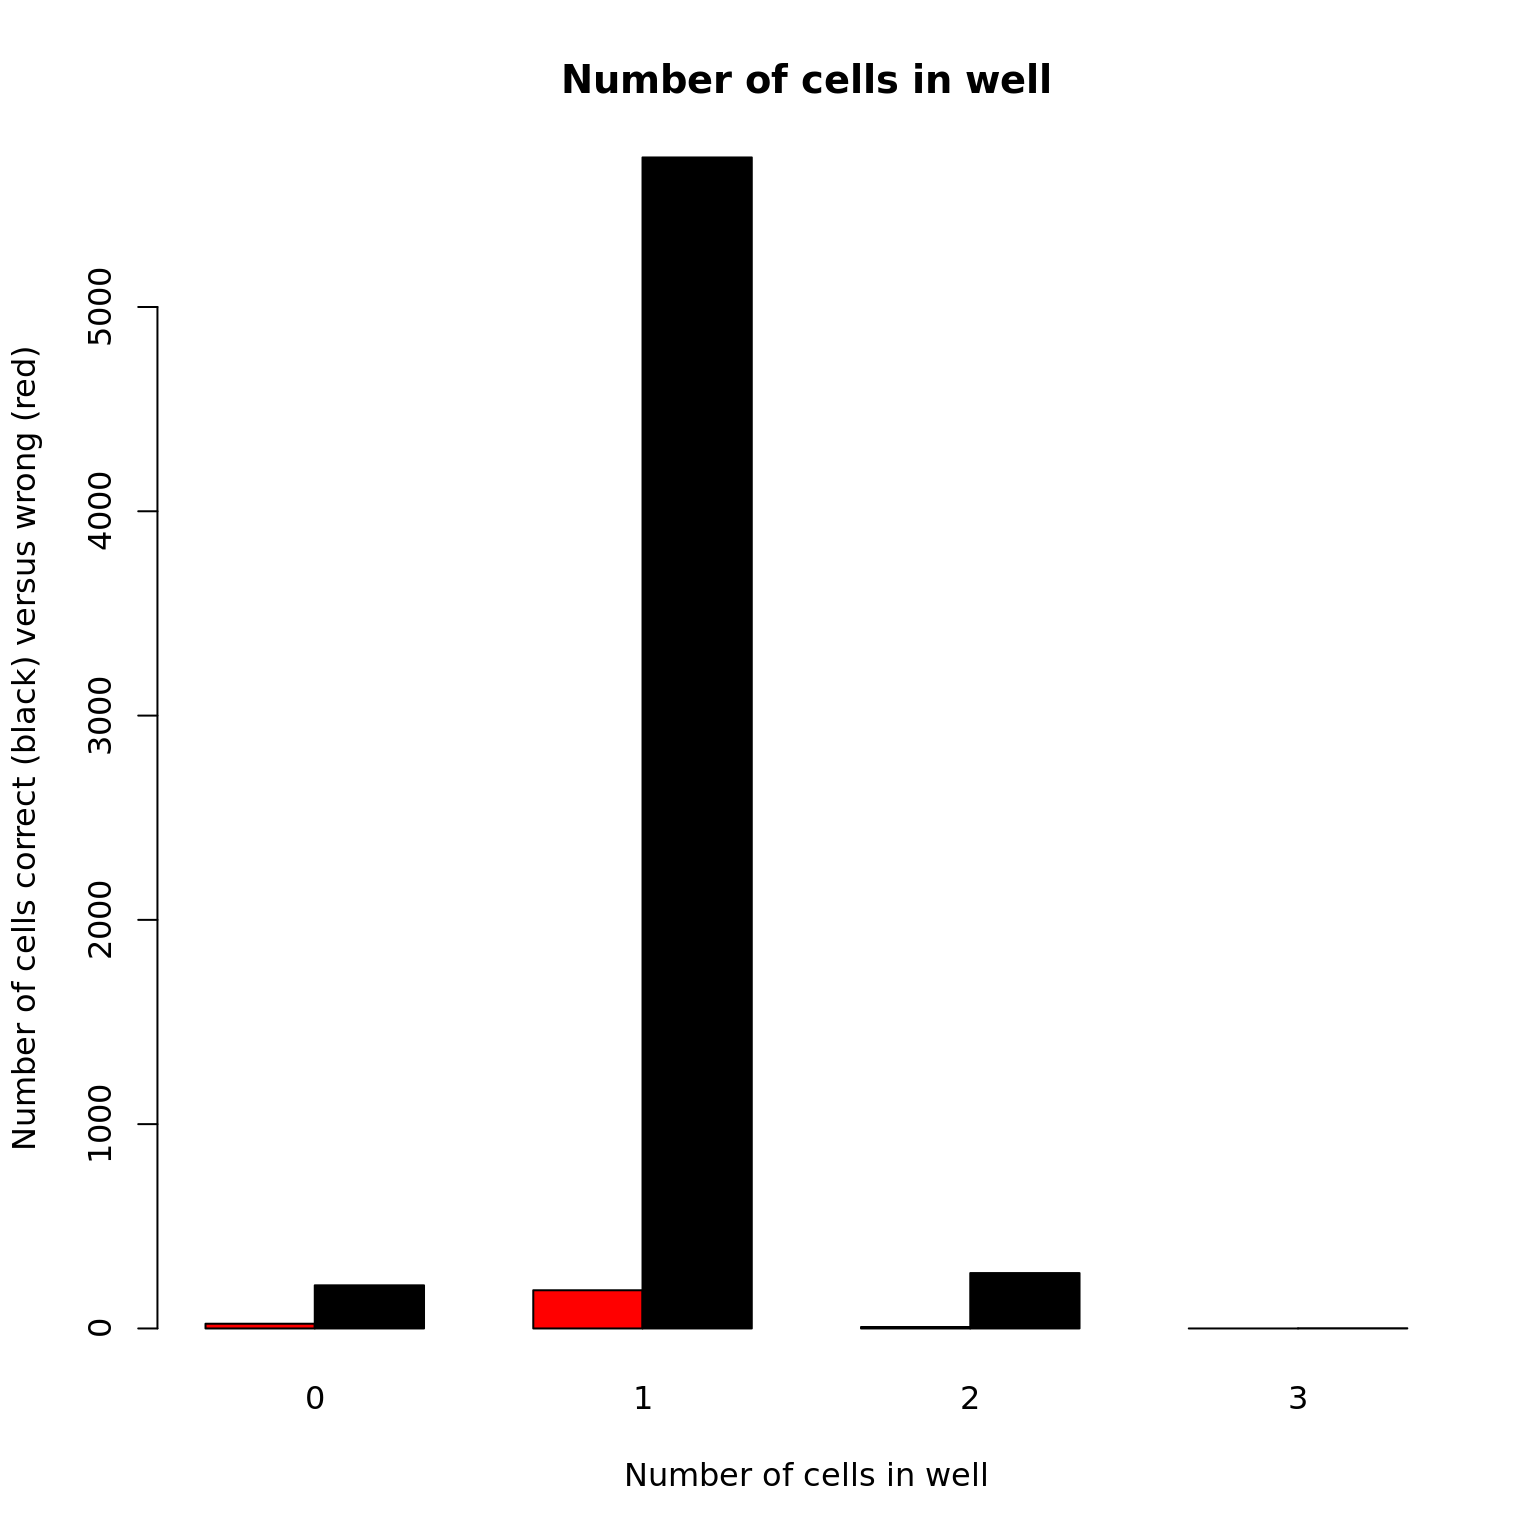 Number of cells in well
Number of cells correct (black) versus wrong (red)
5000
4000
3000
2000
1000
0
0 1 2 3
Number of cells in well